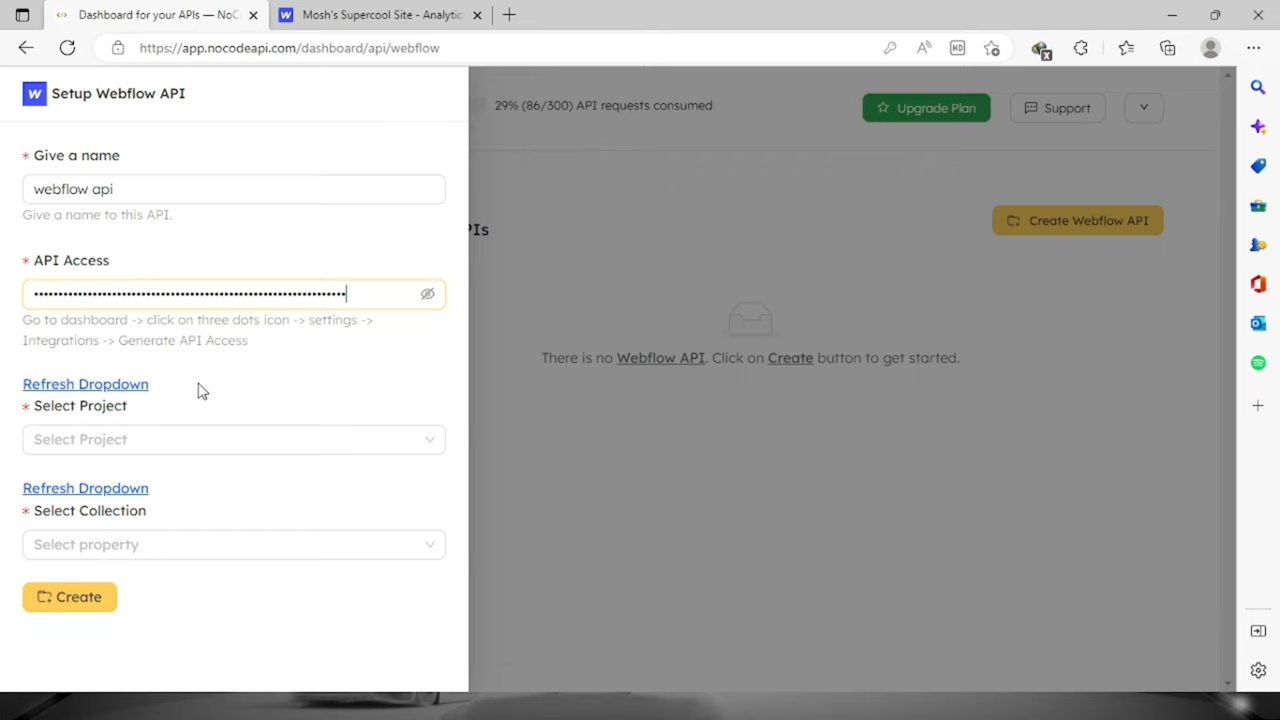 Dashboard for your APIs — NoC
Mosh's Supercool Site - Analytic
https://app.nocodeapi.com/dashboard/api/webflow
HD
W Setup Webflow API
29% (86/300) API requests consumed
Upgrade Plan
Support
* Give a name
webflow api
Give a name to this API.
PIs
Create Webflow API
* API Access
••••••••••••••••••••••••••••••••••••••••••••••••••••••••••••••••
Go to dashboard -> click on three dots icon -> settings ->
Integrations -> Generate API Access
There is no Webflow API. Click on Create button to get started.
Refresh Dropdown
* Select Project
Select Project
Refresh Dropdown
* Select Collection
Select property
Create